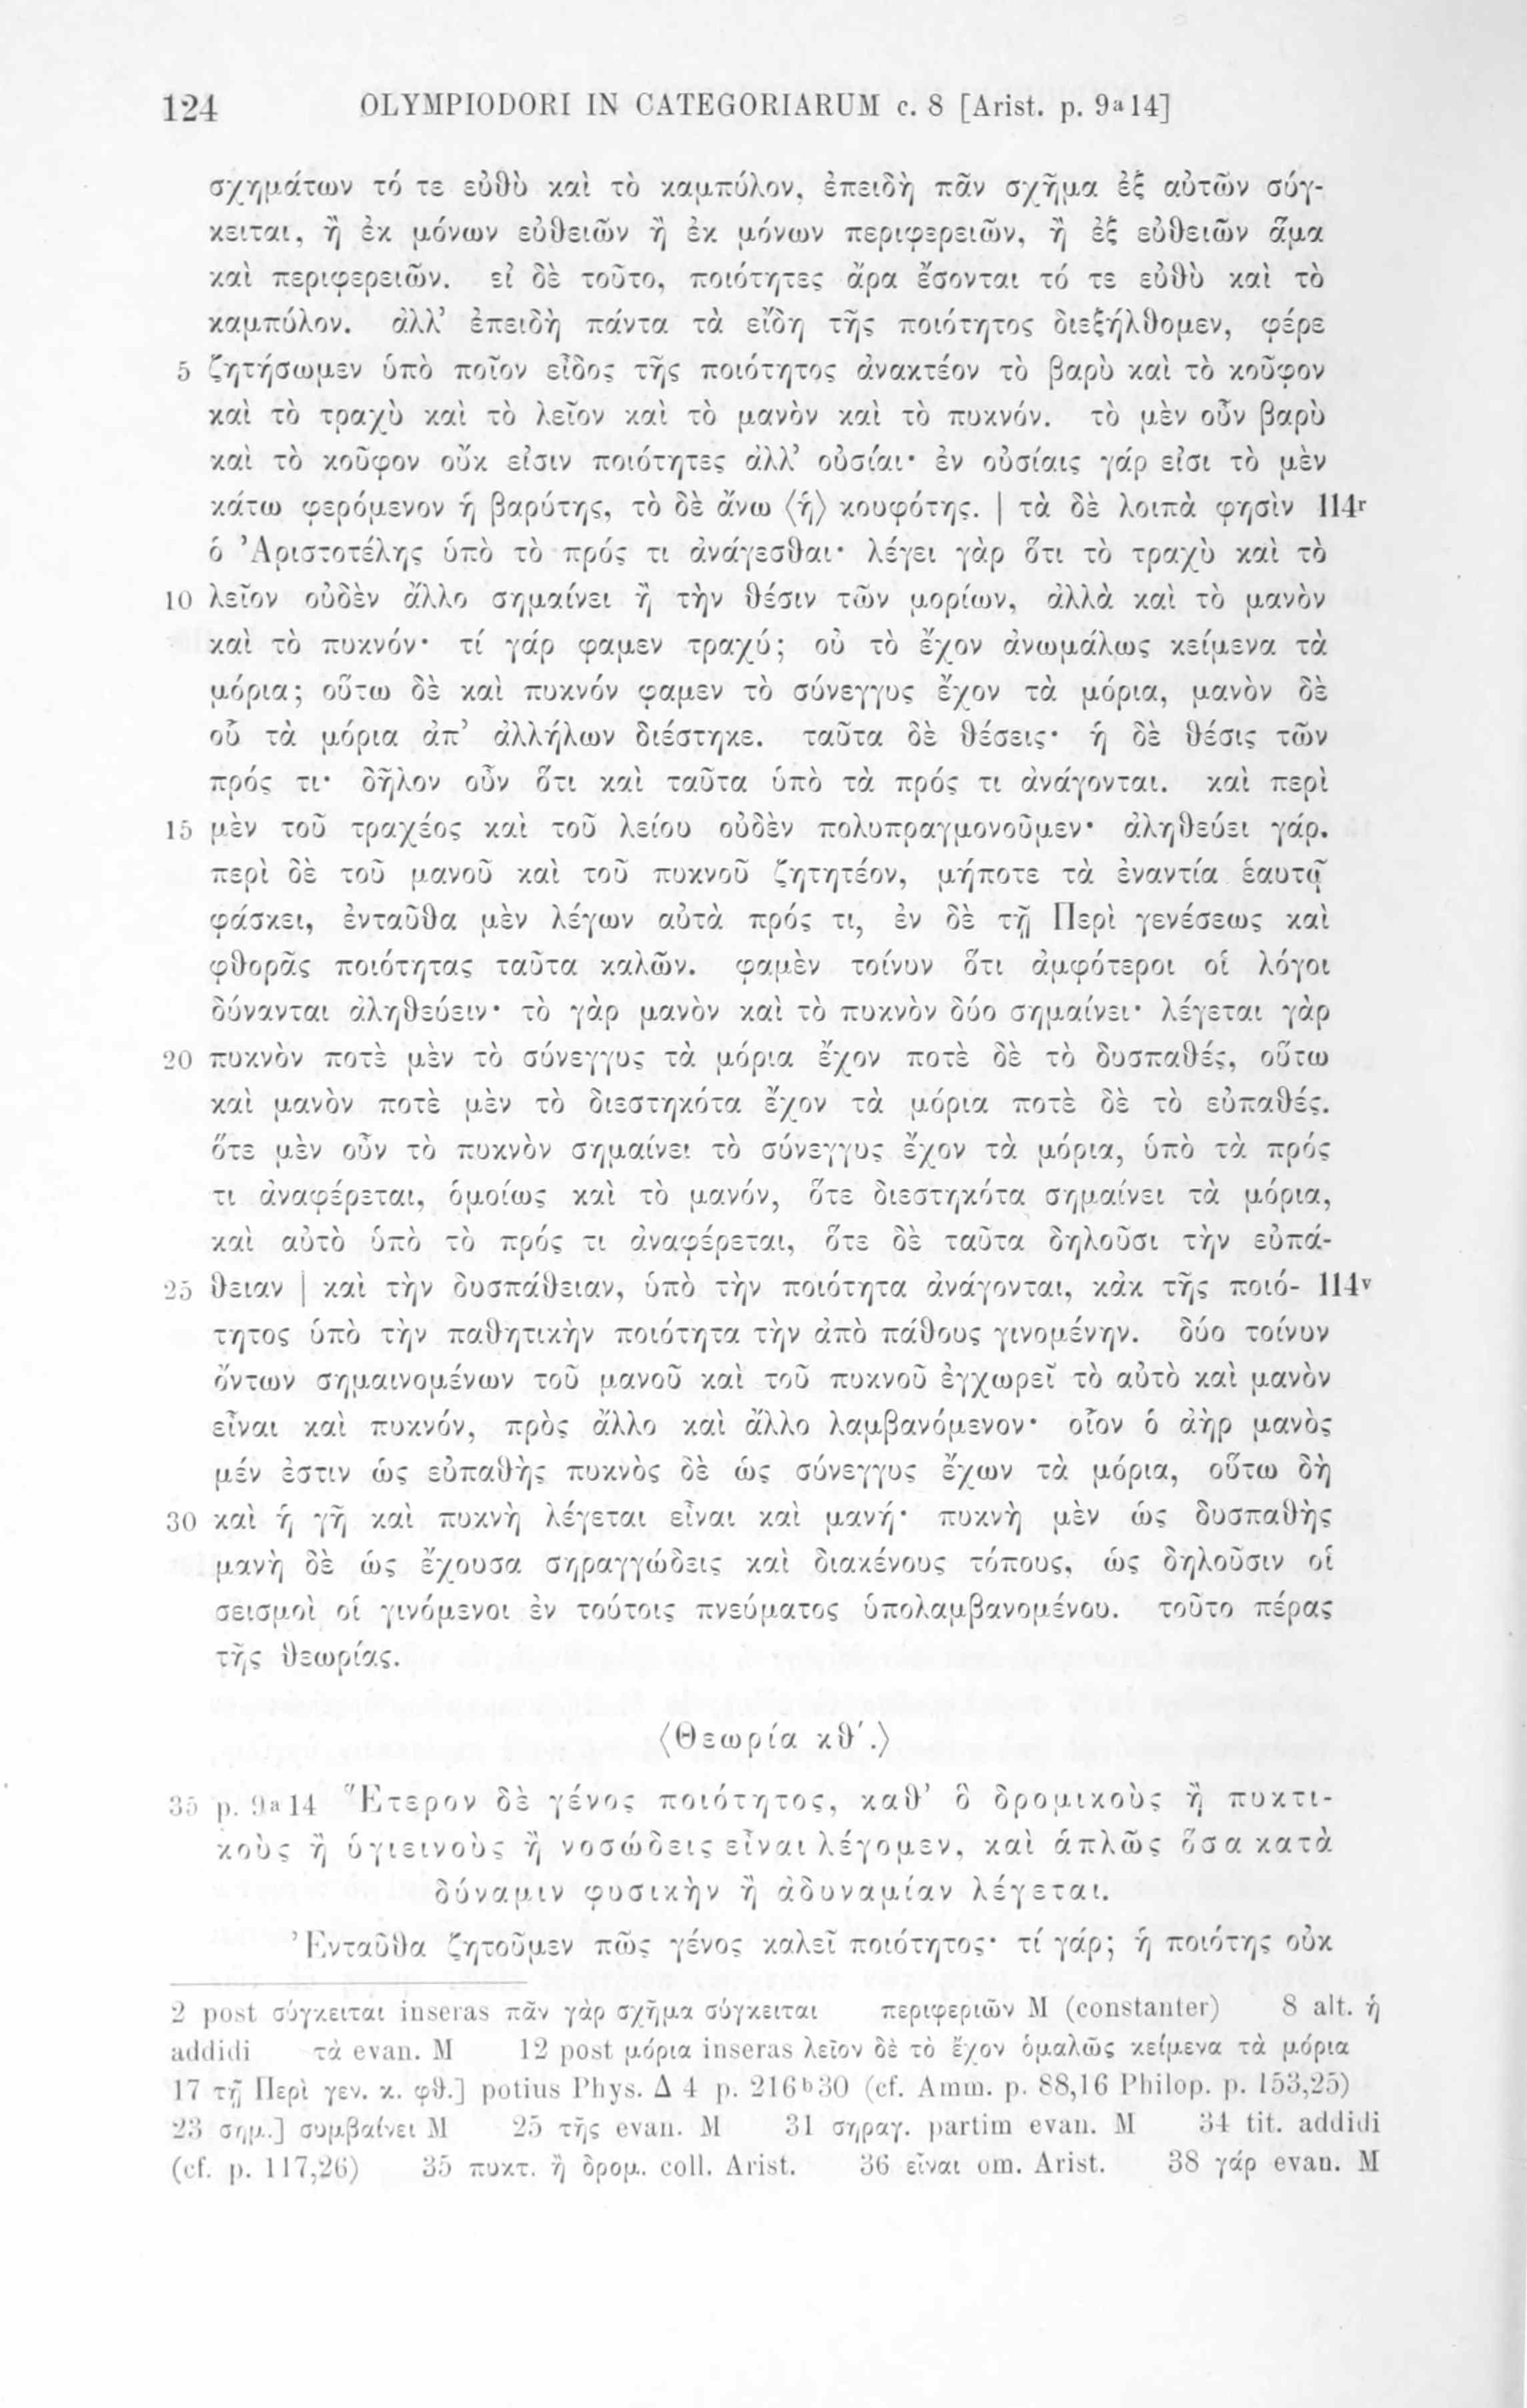 124 OLYMPIODORI IN CATEGORIARUM c. 8 [Arist. p. 9a14]
σχημάτων τό τε εὐθὺ καὶ τὸ καμπύλον, ἐπειδὴ πᾶν σχῆμα ἐξ αὐτῶν σύγ-
κειται, ἢ ἐκ μόνων εὐθειῶν ἢ ἐκ μόνων περιφερειῶν, ἢ ἐξ εὐθειῶν ἅμα
καὶ περιφερειῶν. εἰ δὲ τοῦτο, ποιότητες ἄρα ἔσονται τό τε εὐθὺ καὶ τὸ
καμπύλον. ἀλλ’ ἐπειδὴ πάντα τὰ εἴδη τῆς ποιότητος διεξήλθομεν, φέρε
5 ζητήσωμεν ὑπὸ ποῖον εἶδος τῆς ποιότητος ἀνακτέον τὸ βαρὺ καὶ τὸ κοῦφον
καὶ τὸ τραχὺ καὶ τὸ λεῖον καὶ τὸ μανὸν καὶ τὸ πυκνόν. τὸ μὲν οὖν βαρὺ
καὶ τὸ κοῦφον οὔκ εἰσιν ποιότητες ἀλλ’ οὐσίαι· ἐν οὐσίαις γάρ εἰσι τὸ μὲν
κάτω φερόμενον ἡ βαρύτης, τὸ δὲ ἄνω ⟨ἡ⟩ κουφότης. | τὰ δὲ λοιπὰ φησὶν 114r
ὁ Ἀριστοτέλης ὑπὸ τὸ πρός τι ἀνάγεσθαι· λέγει γὰρ ὅτι τὸ τραχὺ καὶ τὸ
10 λεῖον οὐδὲν ἄλλο σημαίνει ἢ τὴν θέσιν τῶν μορίων, ἀλλὰ καὶ τὸ μανὸν
καὶ τὸ πυκνόν· τί γάρ φαμεν τραχύ; οὐ τὸ ἔχον ἀνωμάλως κείμενα τὰ
μόρια; οὕτω δὲ καὶ πυκνόν φαμεν τὸ σύνεγγυς ἔχον τὰ μόρια, μανὸν δὲ
οὗ τὰ μόρια ἀπ’ ἀλλήλων διέστηκε. ταῦτα δὲ θέσεις· ἡ δὲ θέσις τῶν
πρός τι· δῆλον οὖν ὅτι καὶ ταῦτα ὑπὸ τὰ πρός τι ἀνάγονται. καὶ περὶ
15 μὲν τοῦ τραχέος καὶ τοῦ λείου οὐδὲν πολυπραγμονοῦμεν· ἀληθεύει γάρ.
περὶ δὲ τοῦ μανοῦ καὶ τοῦ πυκνοῦ ζητητέον, μήποτε τὰ ἐναντία ἑαυτῷ
φάσκει, ἐνταῦθα μὲν λέγων αὐτὰ πρός τι, ἐν δὲ τῇ Περὶ γενέσεως καὶ
φθορᾶς ποιότητας ταῦτα καλῶν. φαμὲν τοίνυν ὅτι ἀμφότεροι οἱ λόγοι
δύνανται ἀληθεύειν· τὸ γὰρ μανὸν καὶ τὸ πυκνὸν δύο σημαίνει· λέγεται γὰρ
20 πυκνὸν ποτὲ μὲν τὸ σύνεγγυς τὰ μόρια ἔχον ποτὲ δὲ τὸ δυσπαθές, οὕτω
καὶ μανὸν ποτὲ μὲν τὸ διεστηκότα ἔχον τὰ μόρια ποτὲ δὲ τὸ εὐπαθές.
ὅτε μὲν οὖν τὸ πυκνὸν σημαίνει τὸ σύνεγγυς ἔχον τὰ μόρια, ὑπὸ τὰ πρός
τι ἀναφέρεται, ὁμοίως καὶ τὸ μανόν, ὅτε διεστηκότα σημαίνει τὰ μόρια,
καὶ αὐτὸ ὑπὸ τὸ πρός τι ἀναφέρεται, ὅτε δὲ ταῦτα δηλοῦσι τὴν εὐπά-
25 θειαν | καὶ τὴν δυσπάθειαν, ὑπὸ τὴν ποιότητα ἀνάγονται, κἀκ τῆς ποιό- 114v
τητος ὑπὸ τὴν παθητικὴν ποιότητα τὴν ἀπὸ πάθους γινομένην. δύο τοίνυν
ὄντων σημαινομένων τοῦ μανοῦ καὶ τοῦ πυκνοῦ ἐγχωρεῖ τὸ αὐτὸ καὶ μανὸν
εἶναι καὶ πυκνόν, πρὸς ἄλλο καὶ ἄλλο λαμβανόμενον· οἷον ὁ ἀὴρ μανὸς
μέν ἐστιν ὡς εὐπαθὴς πυκνὸς δὲ ὡς σύνεγγυς ἔχων τὰ μόρια, οὕτω δὴ
30 καὶ ἡ γῆ καὶ πυκνὴ λέγεται εἶναι καὶ μανή· πυκνὴ μὲν ὡς δυσπαθὴς
μανὴ δὲ ὡς ἔχουσα σηραγγώδεις καὶ διακένους τόπους, ὡς δηλοῦσιν οἱ
σεισμοὶ οἱ γινόμενοι ἐν τούτοις πνεύματος ὑπολαμβανομένου. τοῦτο πέρας
τῆς θεωρίας.
⟨Θεωρία κθ′.⟩
35 p. 9a14 Ἕτερον δὲ γένος ποιότητος, καθ’ ὃ δρομικοὺς ἢ πυκτι-
κοὺς ἢ ὑγιεινοὺς ἢ νοσώδεις εἶναι λέγομεν, καὶ ἁπλῶς ὅσα κατὰ
δύναμιν φυσικὴν ἢ ἀδυναμίαν λέγεται.
Ἐνταῦθα ζητοῦμεν πῶς γένος καλεῖ ποιότητος· τί γάρ; ἡ ποιότης οὐκ
2 post σύγκειται inseras πᾶν γὰρ σχῆμα σύγκειται περιφεριῶν M (constanter) 8 alt. ἡ
addidi τὰ evan. M 12 post μόρια inseras λεῖον δὲ τὸ ἔχον ὁμαλῶς κείμενα τὰ μόρια
17 τῇ Περὶ γεν. κ. φθ.] potius Phys. Δ 4 p. 216b30 (cf. Amm. p. 88,16 Philop. p. 153,25)
23 σημ.] συμβαίνει M 25 τῆς evan. M 31 σηραγ. partim evan. M 34 tit. addidi
(cf. p. 117,26) 35 πυκτ. ἢ δρομ. coll. Arist. 36 εἶναι om. Arist. 38 γάρ evan. M